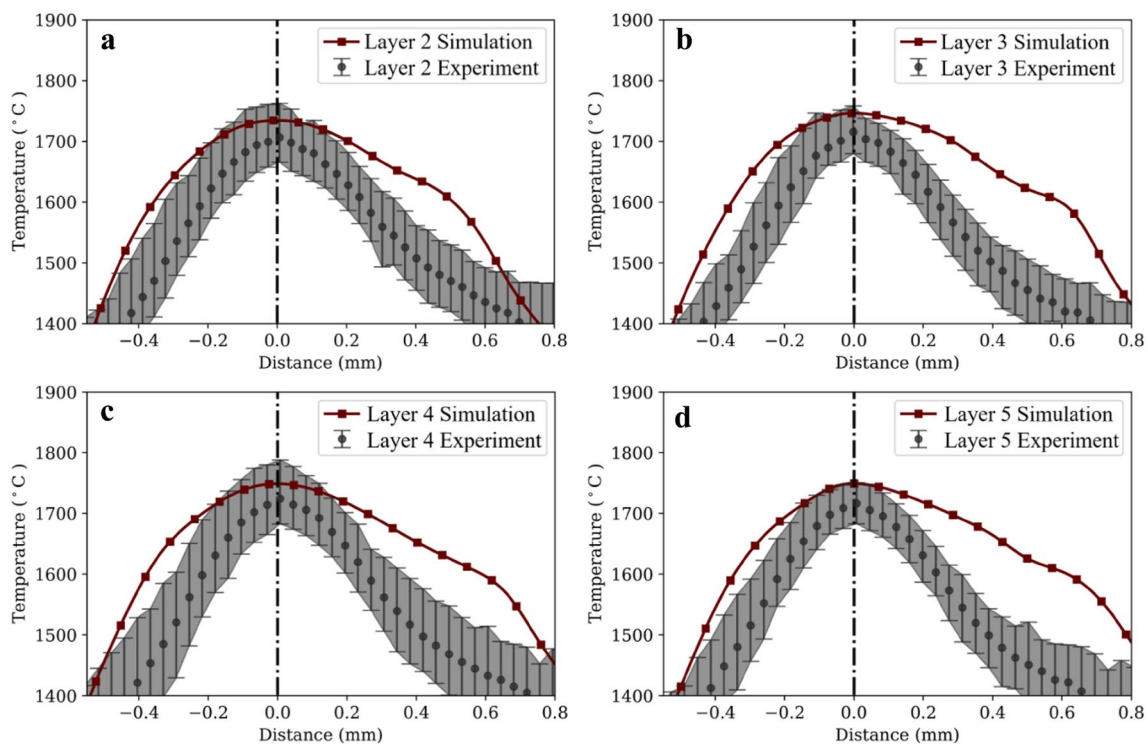 a
Layer 2 Simulation
Layer 2 Experiment
Temperature (°C)
1900
1800
1700
1600
1500
1400
−0.4 −0.2 0.0 0.2 0.4 0.6 0.8
Distance (mm)
b
Layer 3 Simulation
Layer 3 Experiment
Temperature (°C)
1900
1800
1700
1600
1500
1400
−0.4 −0.2 0.0 0.2 0.4 0.6 0.8
Distance (mm)
c
Layer 4 Simulation
Layer 4 Experiment
Temperature (°C)
1900
1800
1700
1600
1500
1400
−0.4 −0.2 0.0 0.2 0.4 0.6 0.8
Distance (mm)
d
Layer 5 Simulation
Layer 5 Experiment
Temperature (°C)
1900
1800
1700
1600
1500
1400
−0.4 −0.2 0.0 0.2 0.4 0.6 0.8
Distance (mm)